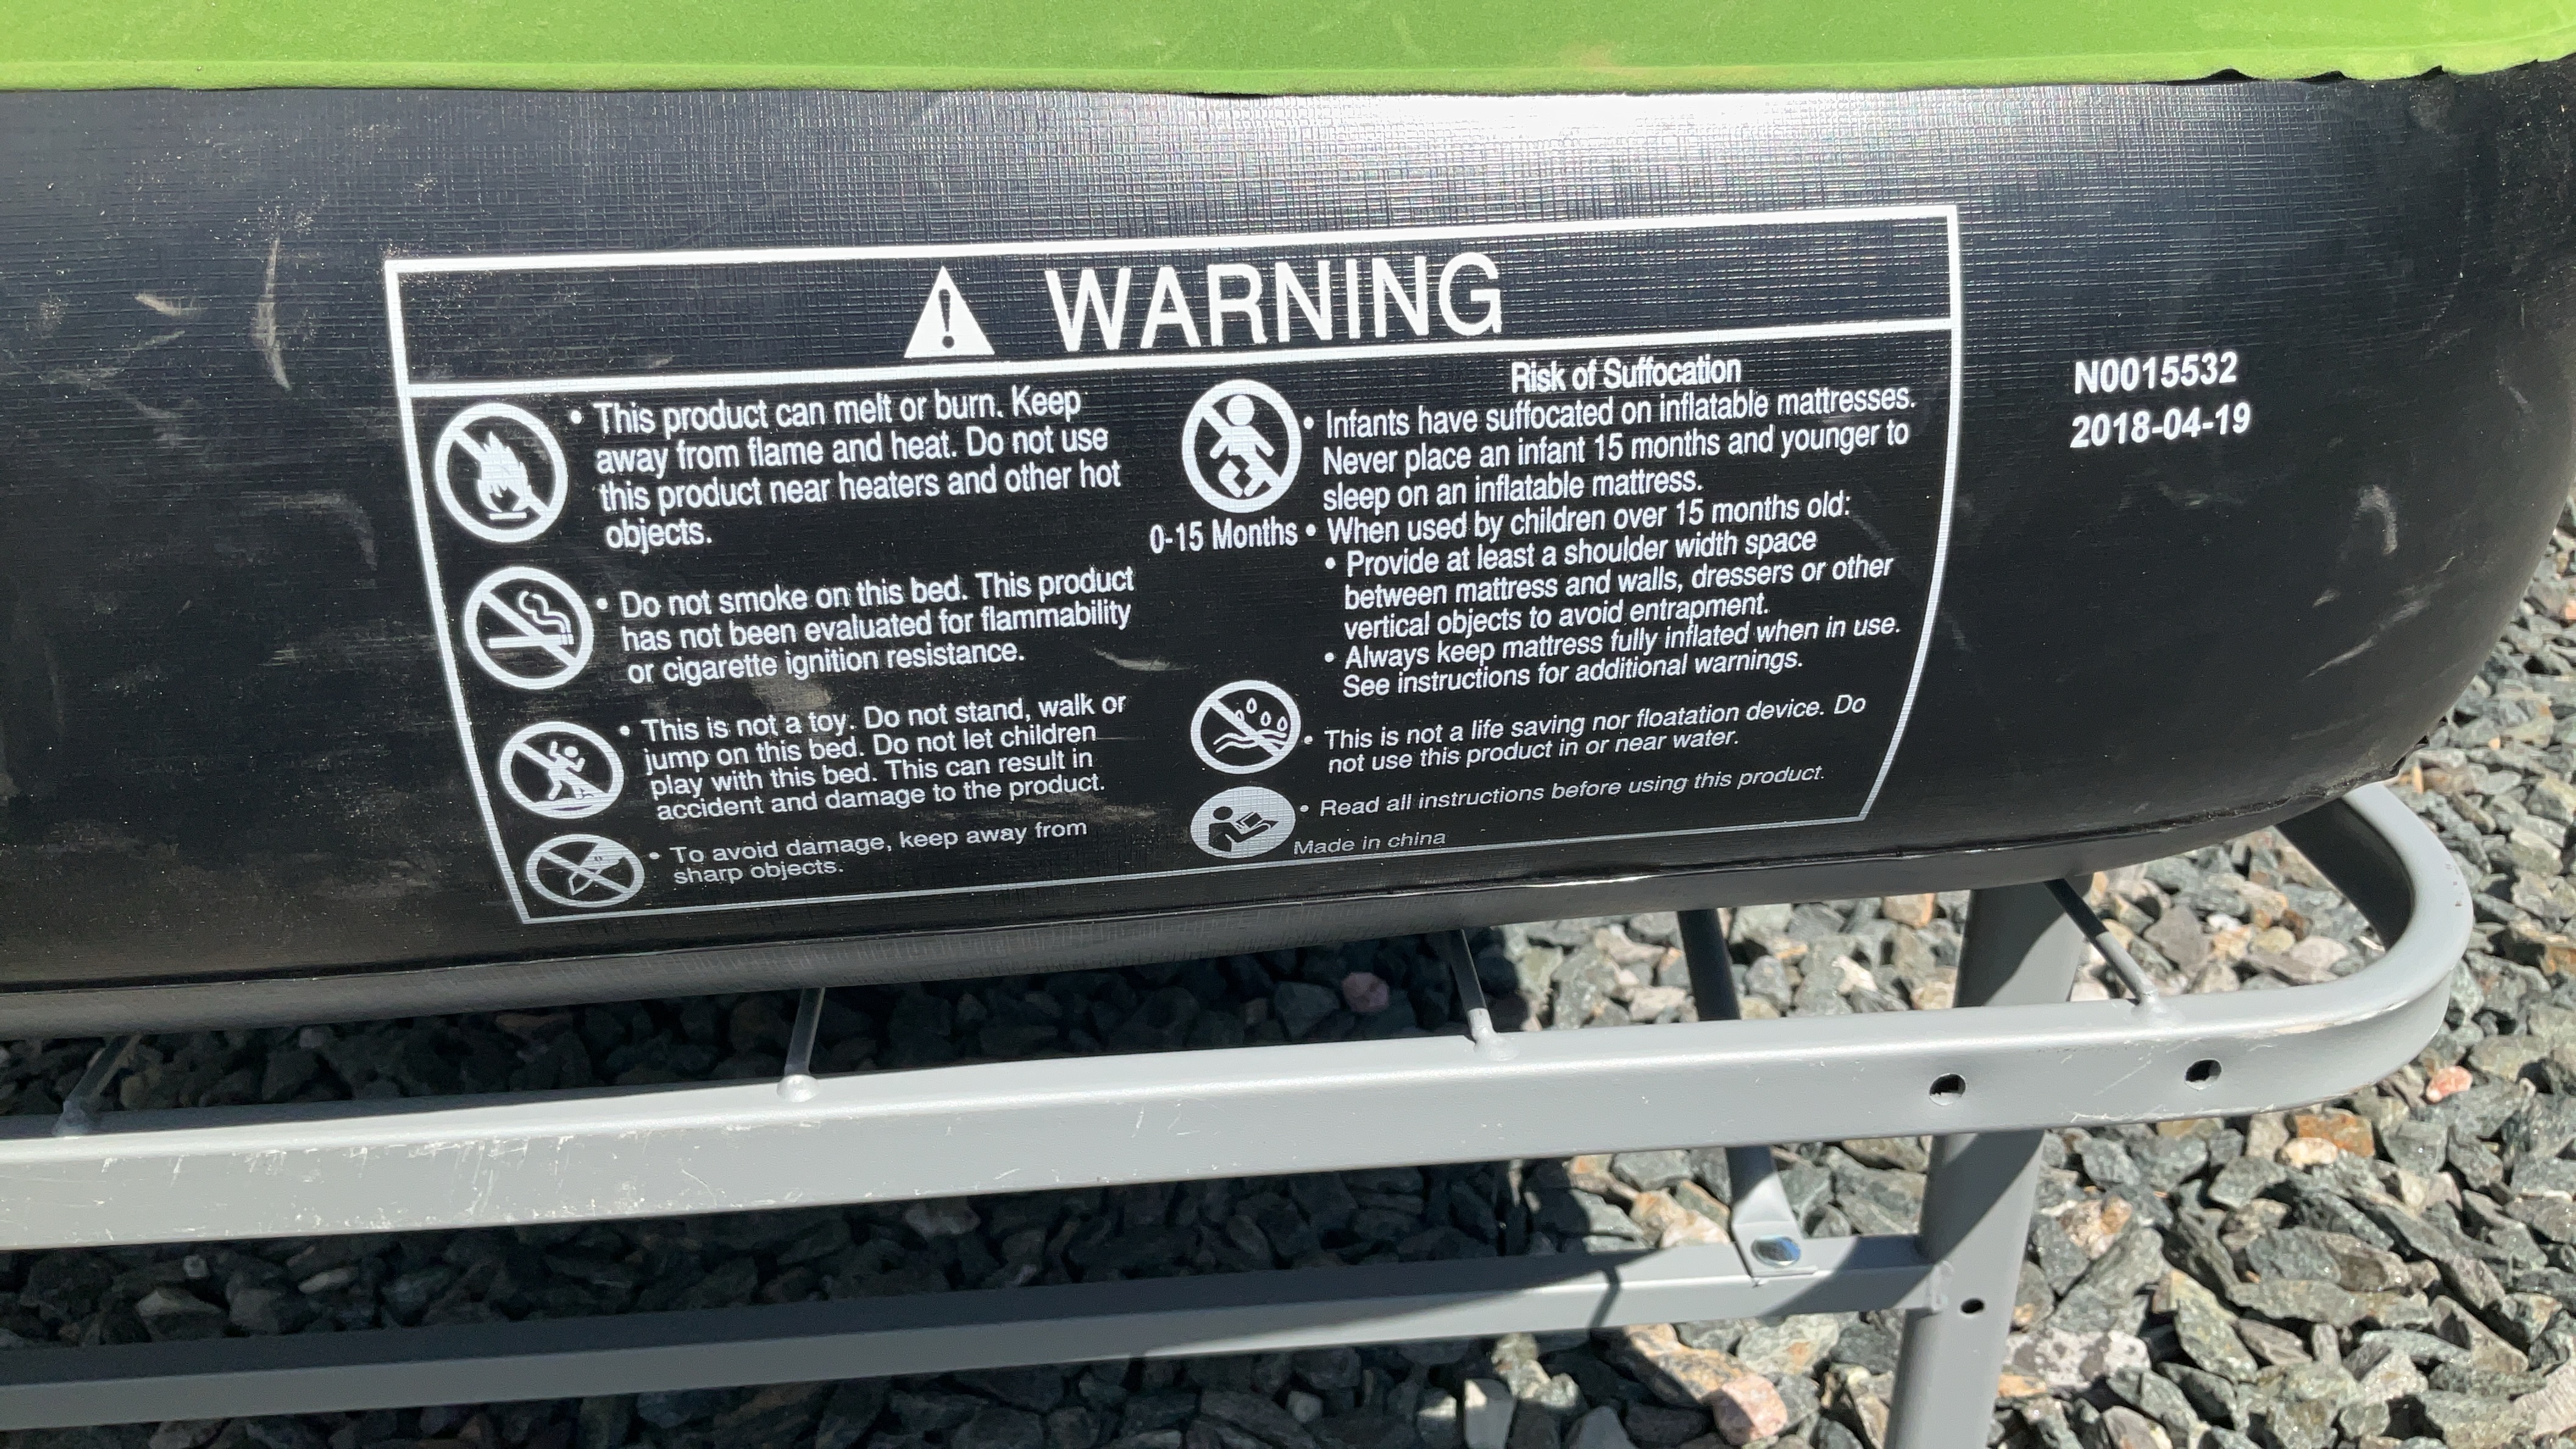 WARNING
• This product can melt or burn. Keep
away from flame and heat. Do not use
this product near heaters and other hot
objects.
• Do not smoke on this bed. This product
has not been evaluated for flammability
or cigarette ignition resistance.
• This is not a toy. Do not stand, walk or
jump on this bed. Do not let children
play with this bed. This can result in
accident and damage to the product.
• To avoid damage, keep away from
sharp objects.
Risk of Suffocation
• Infants have suffocated on inflatable mattresses.
Never place an infant 15 months and younger to
sleep on an inflatable mattress.
0-15 Months
• When used by children over 15 months old:
• Provide at least a shoulder width space
between mattress and walls, dressers or other
vertical objects to avoid entrapment.
• Always keep mattress fully inflated when in use.
See instructions for additional warnings.
• This is not a life saving nor floatation device. Do
not use this product in or near water.
• Read all instructions before using this product.
Made in china
N0015532
2018-04-19